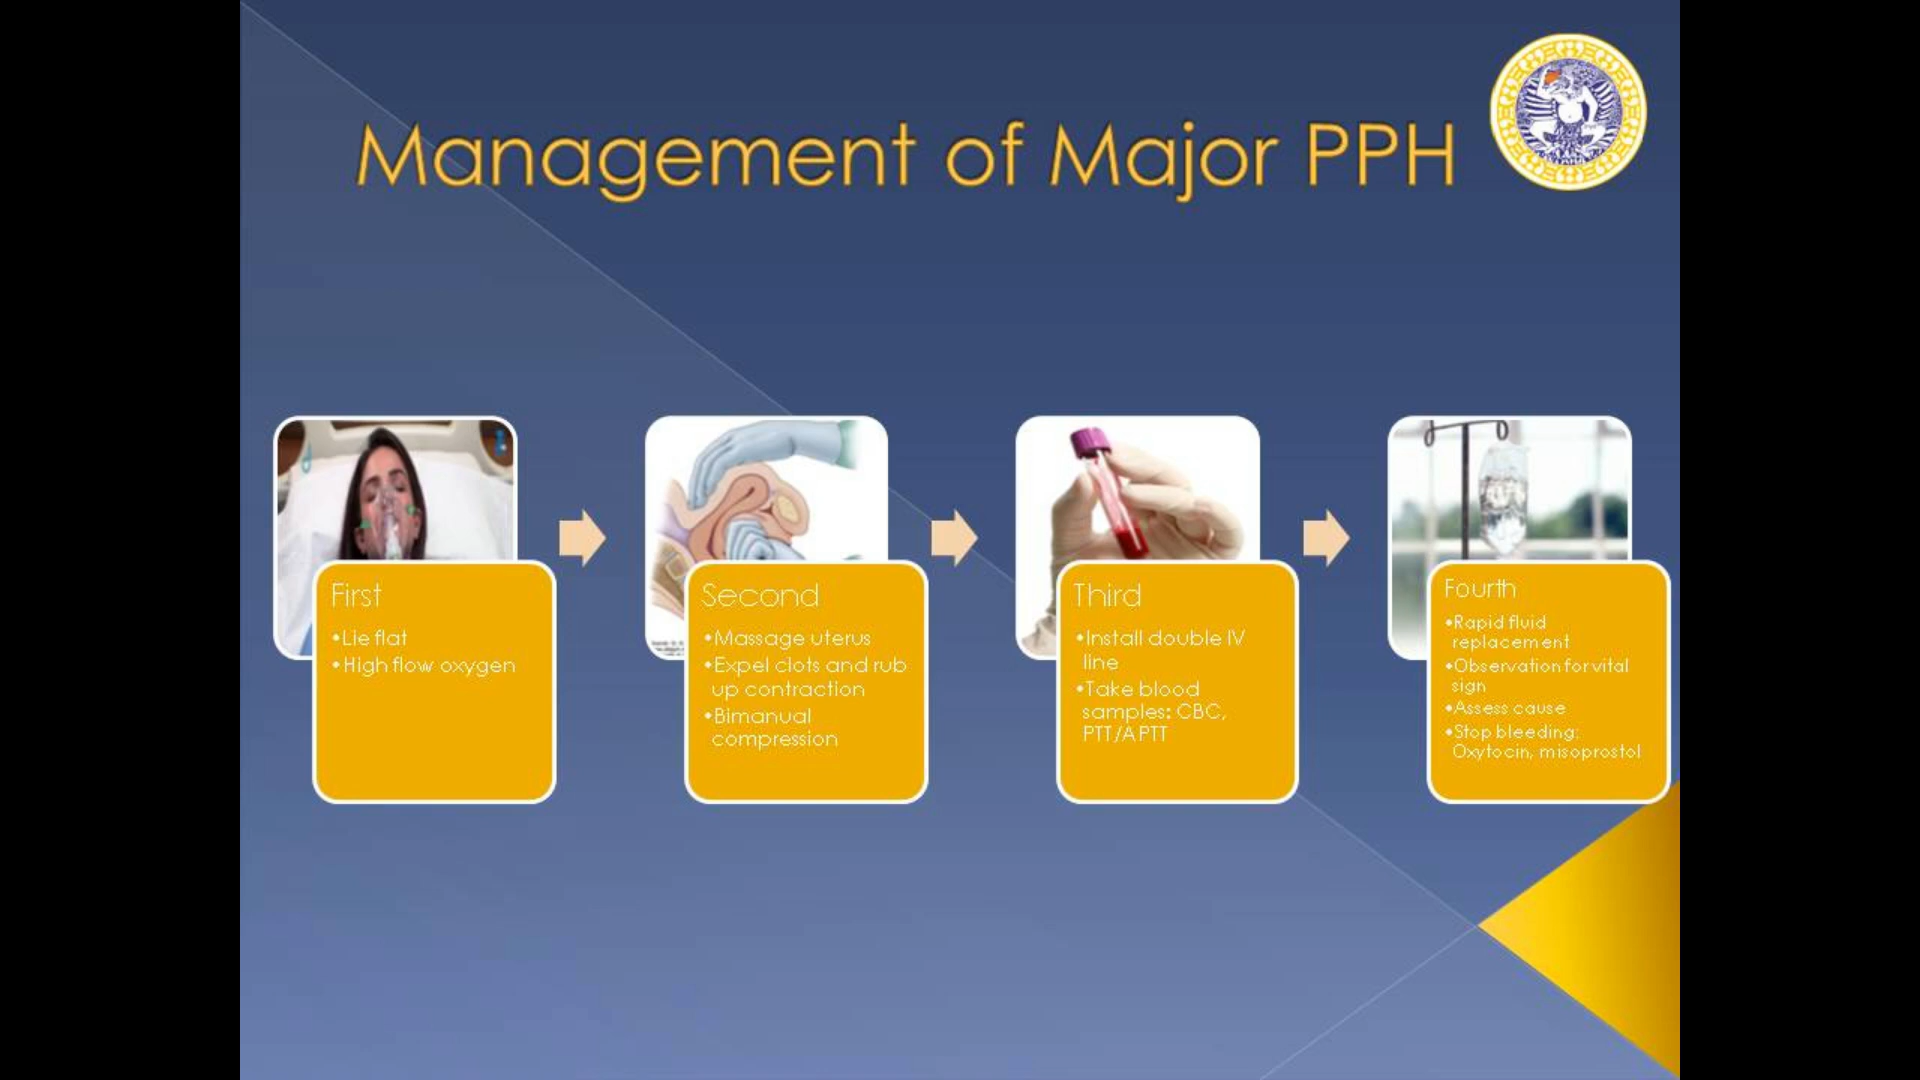 Management of Major PPH
First
•Lie flat
•High flow oxygen
Second
•Massage uterus
•Expel clots and rub
up contraction
•Bimanual
compression
Third
•Install double IV
line
•Take blood
samples: CBC,
PTT/APTT
Fourth
•Rapid fluid
replacement
•Observation for vital
sign
•Assess cause
•Stop bleeding:
Oxytocin, misoprostol